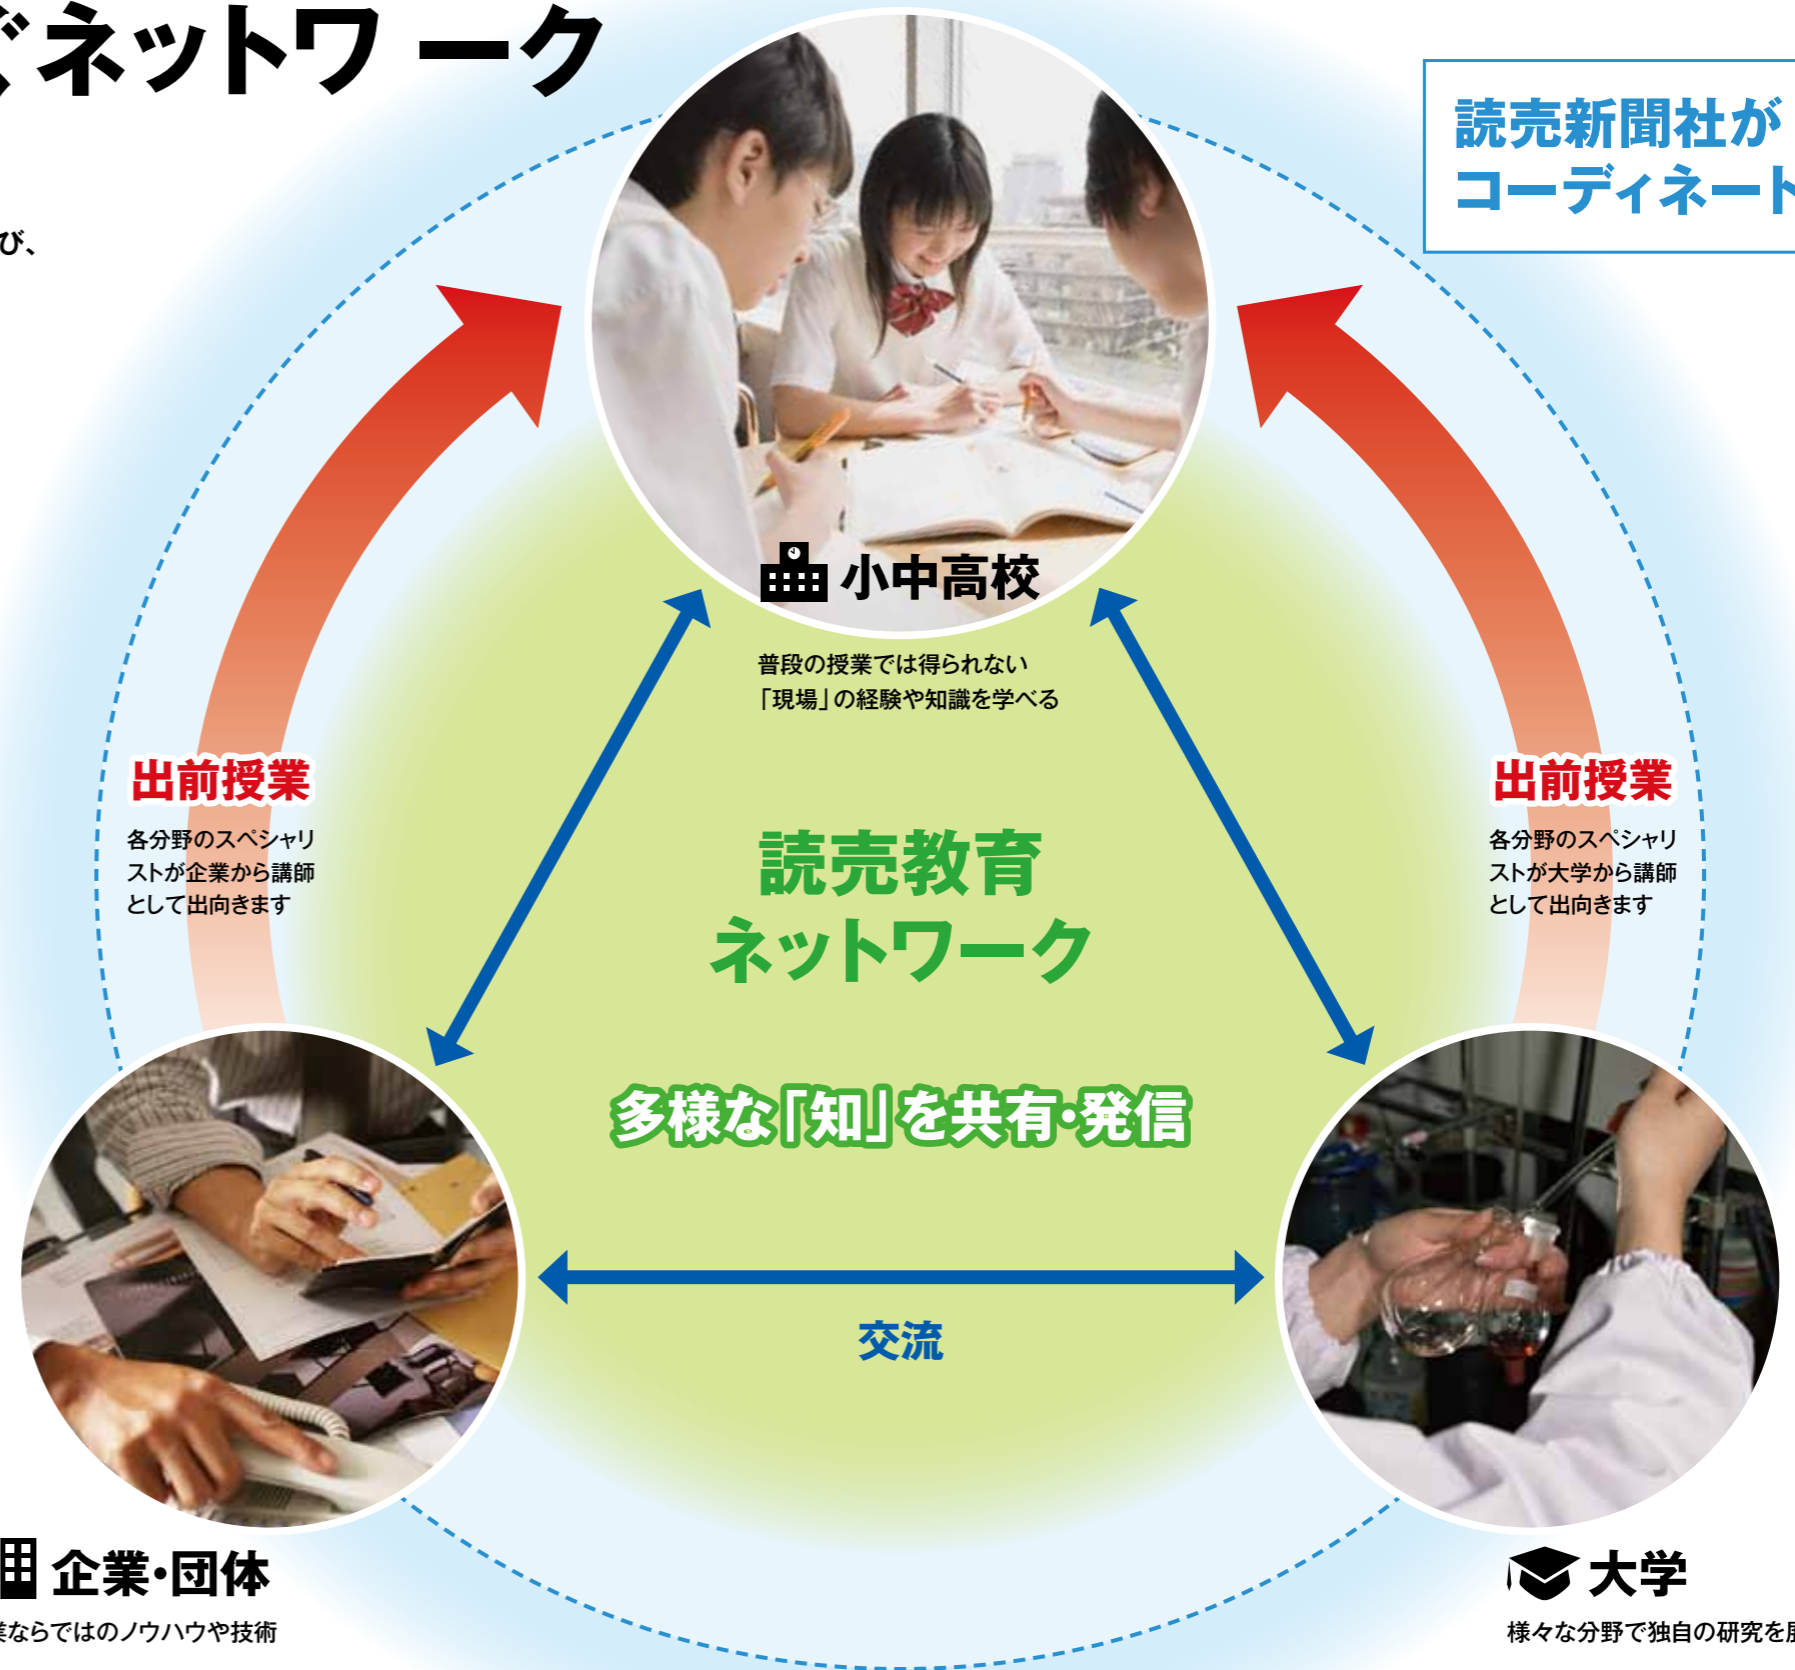 ぐネットワーク
読売新聞社が
コーディネート
び、
小中高校
普段の授業では得られない
「現場」の経験や知識を学べる
出前授業
各分野のスペシャリ
ストが企業から講師
として出向きます
出前授業
各分野のスペシャリ
ストが大学から講師
として出向きます
読売教育
ネットワーク
多様な「知」を共有・発信
交流
企業・団体
業ならではのノウハウや技術
大学
様々な分野で独自の研究を展